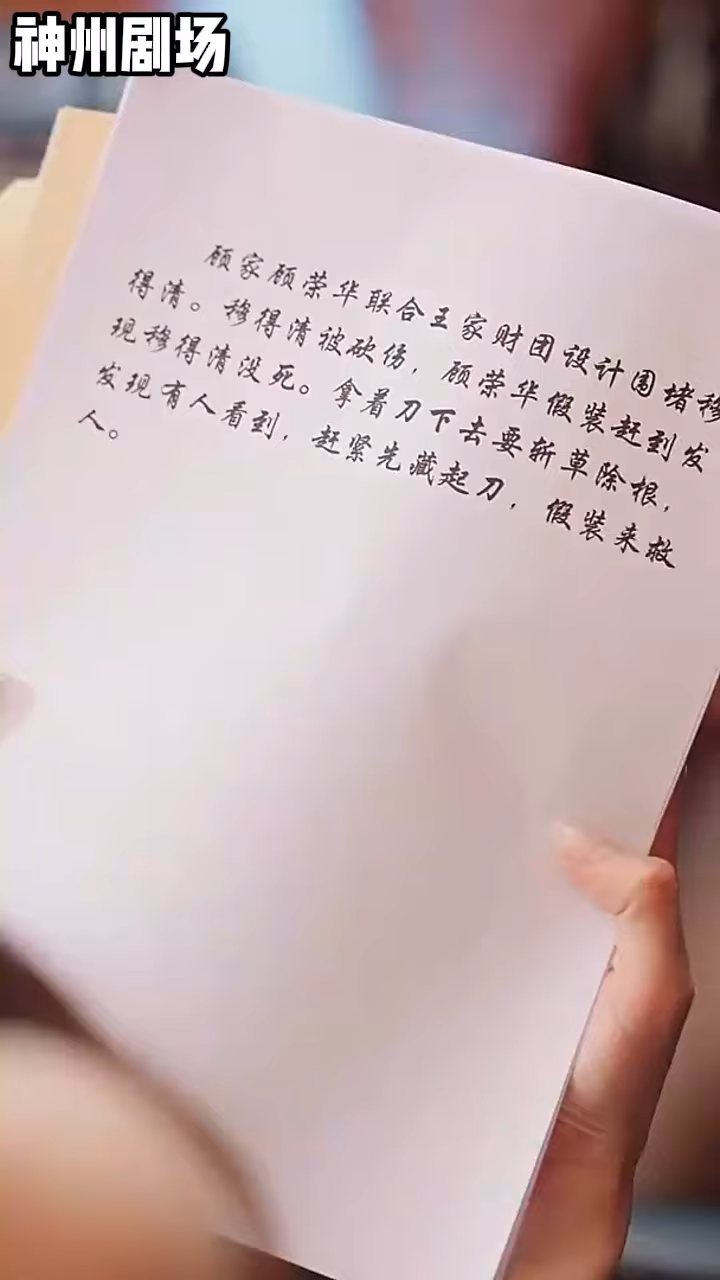 神州剧场
顾家顾荣华联合王家财团设计围堵穆
得清。穆得清被砍伤，顾荣华假装赶到发
现穆得清没死。拿着刀下去要斩草除根，
发现有人看到，赶紧先藏起刀，假装来救
人。